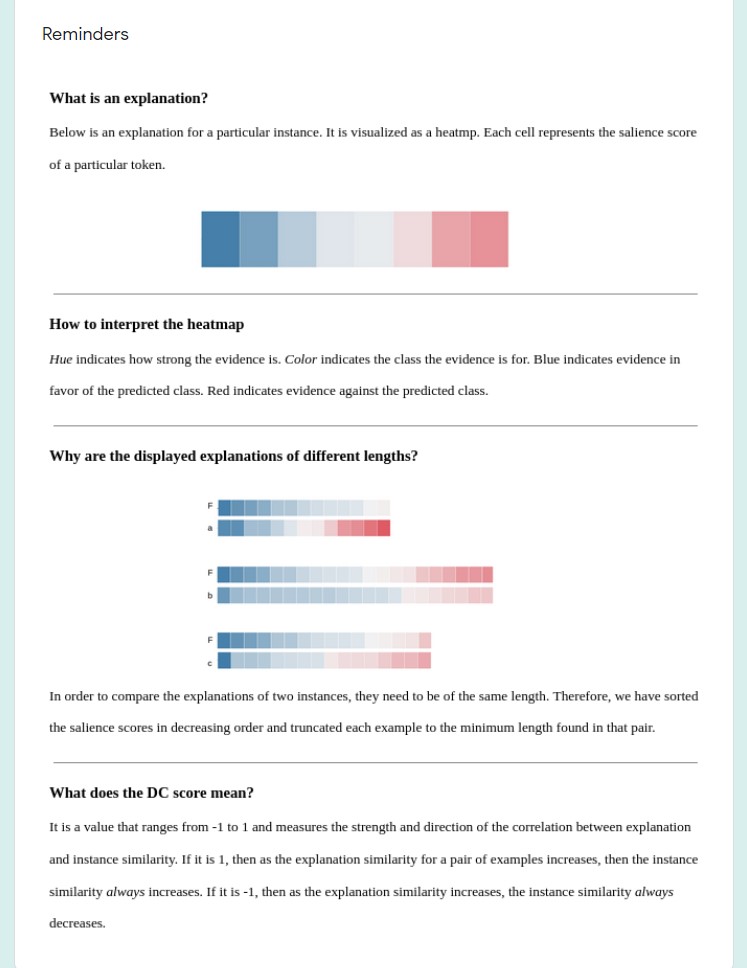 Reminders
What is an explanation?
Below is an explanation for a particular instance. It is visualized as a heatmp. Each cell represents the salience score
of a particular token.
How to interpret the heatmap
Hue indicates how strong the evidence is. Color indicates the class the evidence is for. Blue indicates evidence in
favor of the predicted class. Red indicates evidence against the predicted class.
Why are the displayed explanations of different lengths?
F
a
F
b
F
c
In order to compare the explanations of two instances, they need to be of the same length. Therefore, we have sorted
the salience scores in decreasing order and truncated each example to the minimum length found in that pair.
What does the DC score mean?
It is a value that ranges from -1 to 1 and measures the strength and direction of the correlation between explanation
and instance similarity. If it is 1, then as the explanation similarity for a pair of examples increases, then the instance
similarity always increases. If it is -1, then as the explanation similarity increases, the instance similarity always
decreases.